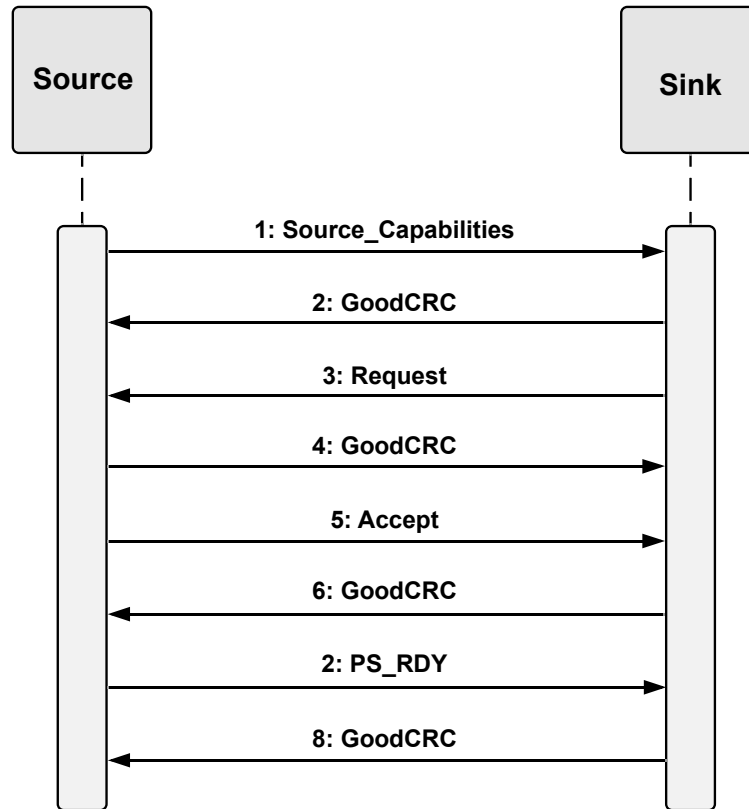 Source
Sink
1: Source_Capabilities
2: GoodCRC
3: Request
4: GoodCRC
5: Accept
6: GoodCRC
2: PS_RDY
8: GoodCRC